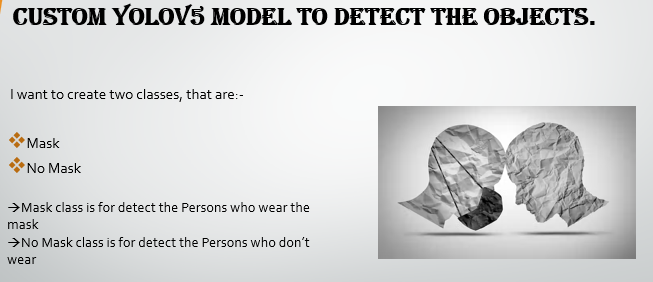 CUSTOM YOLOV5 MODEL TO DETECT THE OBJECTS.
I want to create two classes, that are:-
❖Mask
❖No Mask
→Mask class is for detect the Persons who wear the
mask
→No Mask class is for detect the Persons who don't
wear